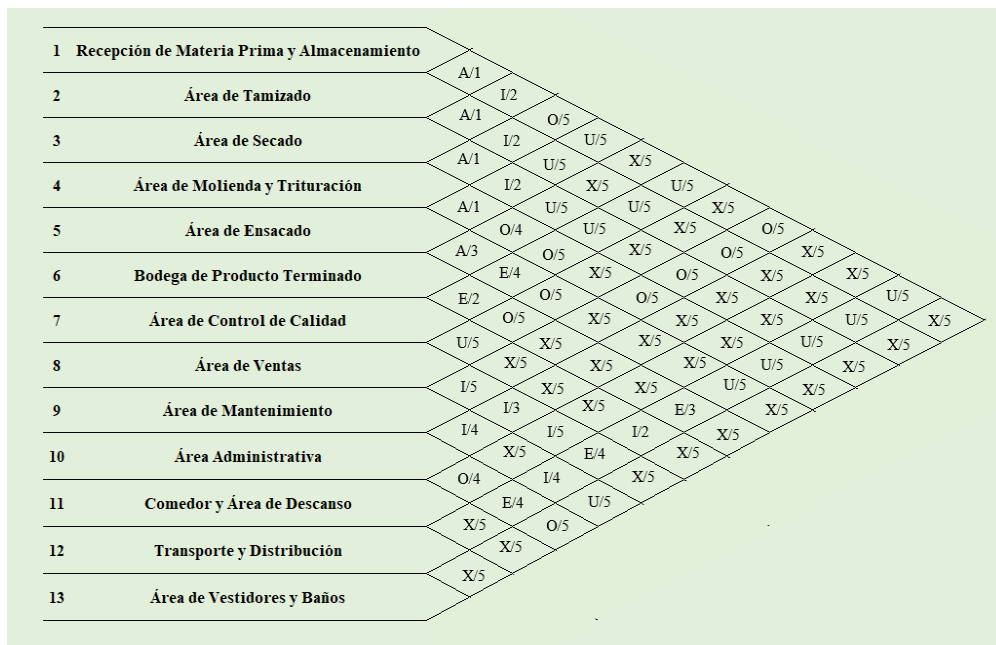 1 Recepción de Materia Prima y Almacenamiento
2 Área de Tamizado
3 Área de Secado
4 Área de Molienda y Trituración
5 Área de Ensacado
6 Bodega de Producto Terminado
7 Área de Control de Calidad
8 Área de Ventas
9 Área de Mantenimiento
10 Área Administrativa
11 Comedor y Área de Descanso
12 Transporte y Distribución
13 Área de Vestidores y Baños
A/1 I/2 O/5 U/5 X/5 U/5 X/5 O/5 X/5 X/5 U/5 X/5
A/1 I/2 U/5 X/5 U/5 X/5 O/5 X/5 X/5 U/5 X/5
A/1 I/2 U/5 U/5 X/5 O/5 X/5 X/5 U/5 X/5
A/1 O/4 O/5 X/5 O/5 X/5 X/5 U/5 X/5
A/3 E/4 O/5 X/5 X/5 X/5 U/5 X/5
E/2 O/5 X/5 X/5 X/5 E/3 X/5
U/5 X/5 X/5 X/5 I/2 X/5
I/5 I/3 I/5 E/4 X/5
I/4 X/5 I/4 U/5
O/4 E/4 O/5
X/5 X/5
X/5